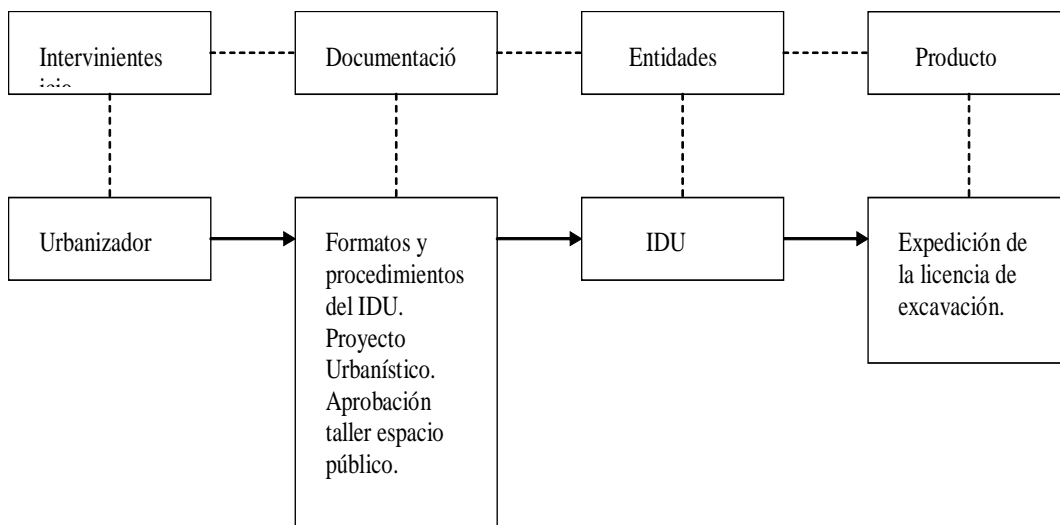 Intervinientes
Documentació
Entidades
Producto
Urbanizador
Formatos y
procedimientos
del IDU.
Proyecto
Urbanístico.
Aprobación
taller espacio
público.
IDU
Expedición de
la licencia de
excavación.